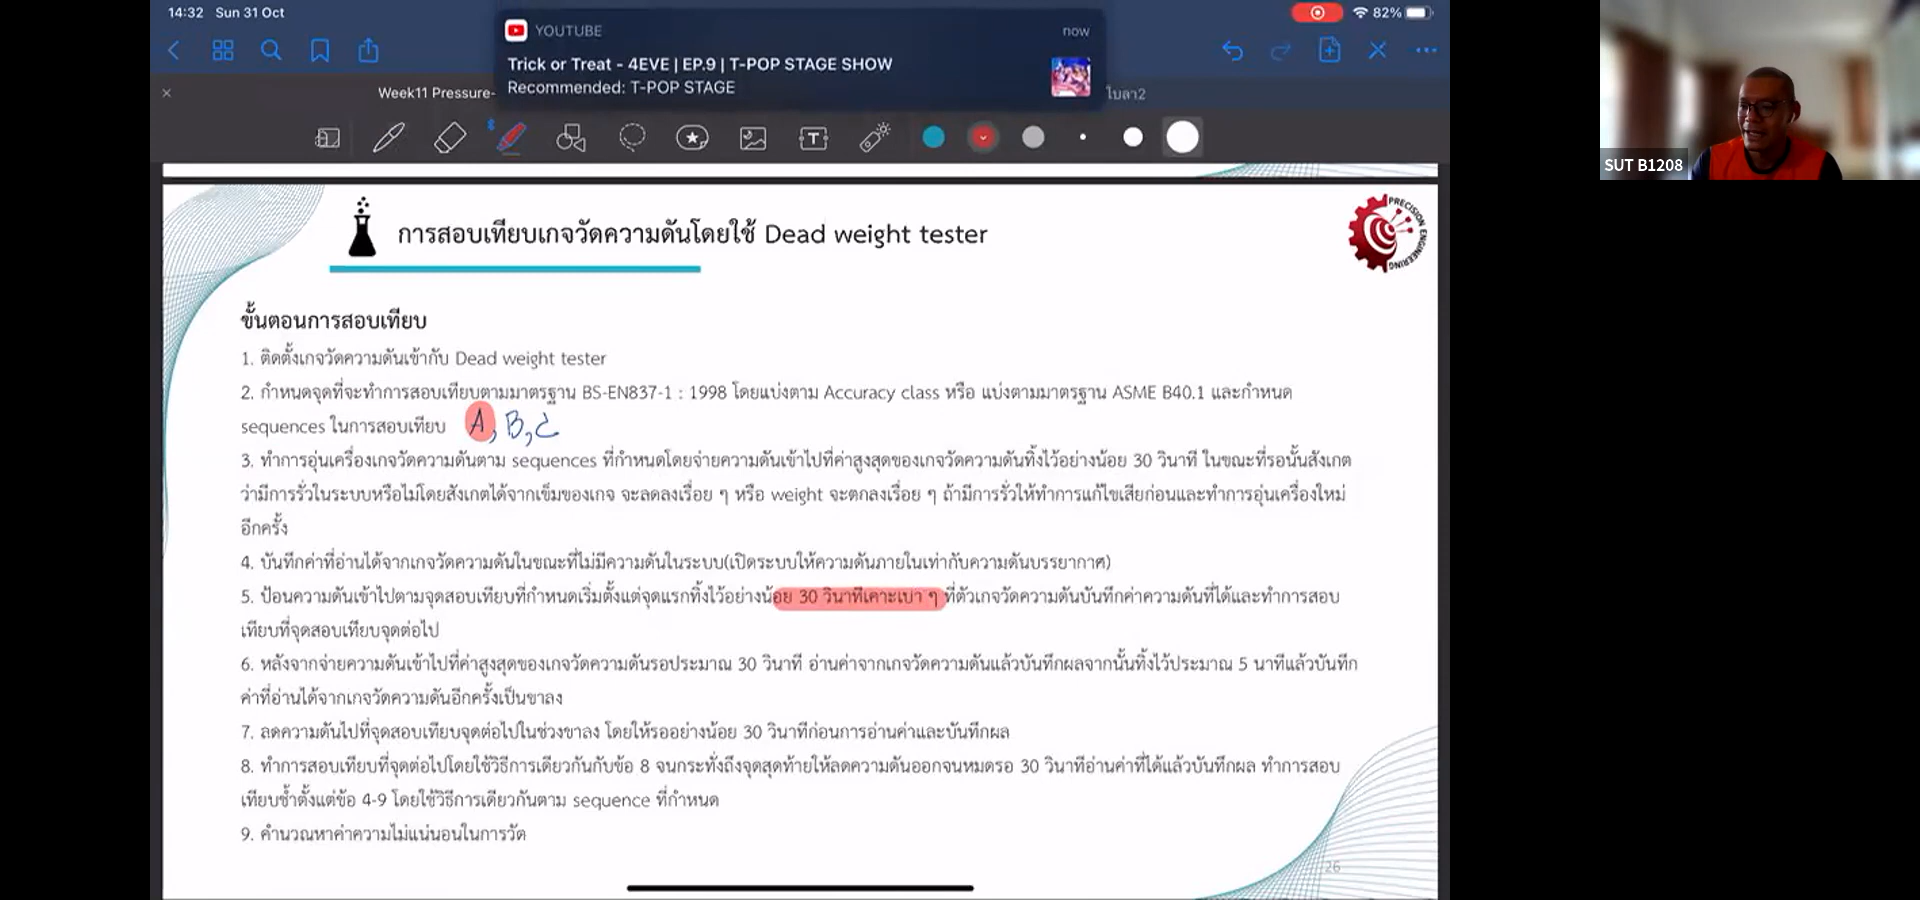 14:32 Sun 31 Oct
82%
YOUTUBE
now
Trick or Treat - 4EVE | EP.9 | T-POP STAGE SHOW
Recommended: T-POP STAGE
Week11 Pressure-
ใบลา2
T
SUT B1208
การสอบเทียบเกจวัดความดันโดยใช้ Dead weight tester
PRECISION ENGINEERING
ขั้นตอนการสอบเทียบ
1. ติดตั้งเกจวัดความดันเข้ากับ Dead weight tester
2. กำหนดจุดที่จะทำการสอบเทียบตามมาตรฐาน BS-EN837-1 : 1998 โดยแบ่งตาม Accuracy class หรือ แบ่งตามมาตรฐาน ASME B40.1 และกำหนด
sequences ในการสอบเทียบ A, B, C
3. ทำการอุ่นเครื่องเกจวัดความดันตาม sequences ที่กำหนดโดยจ่ายความดันเข้าไปที่ค่าสูงสุดของเกจวัดความดันทิ้งไว้อย่างน้อย 30 วินาที ในขณะที่รอนั้นสังเกต
ว่ามีการรั่วในระบบหรือไม่โดยสังเกตได้จากเข็มของเกจ จะลดลงเรื่อย ๆ หรือ weight จะตกลงเรื่อย ๆ ถ้ามีการรั่วให้ทำการแก้ไขเสียก่อนและทำการอุ่นเครื่องใหม่
อีกครั้ง
4. บันทึกค่าที่อ่านได้จากเกจวัดความดันในขณะที่ไม่มีความดันในระบบ(เปิดระบบให้ความดันภายในเท่ากับความดันบรรยากาศ)
5. ป้อนความดันเข้าไปตามจุดสอบเทียบที่กำหนดเริ่มตั้งแต่จุดแรกทิ้งไว้อย่างน้อย 30 วินาทีเคาะเบา ๆ ที่ตัวเกจวัดความดันบันทึกค่าความดันที่ได้และทำการสอบ
เทียบที่จุดสอบเทียบจุดต่อไป
6. หลังจากจ่ายความดันเข้าไปที่ค่าสูงสุดของเกจวัดความดันรอประมาณ 30 วินาที อ่านค่าจากเกจวัดความดันแล้วบันทึกผลจากนั้นทิ้งไว้ประมาณ 5 นาทีแล้วบันทึก
ค่าที่อ่านได้จากเกจวัดความดันอีกครั้งเป็นขาลง
7. ลดความดันไปที่จุดสอบเทียบจุดต่อไปในช่วงขาลง โดยให้รออย่างน้อย 30 วินาทีก่อนการอ่านค่าและบันทึกผล
8. ทำการสอบเทียบที่จุดต่อไปโดยใช้วิธีการเดียวกันกับข้อ 8 จนกระทั่งถึงจุดสุดท้ายให้ลดความดันออกจนหมดรอ 30 วินาทีอ่านค่าที่ได้แล้วบันทึกผล ทำการสอบ
เทียบซ้ำตั้งแต่ข้อ 4-9 โดยใช้วิธีการเดียวกันตาม sequence ที่กำหนด
9. คำนวณหาค่าความไม่แน่นอนในการวัด
26